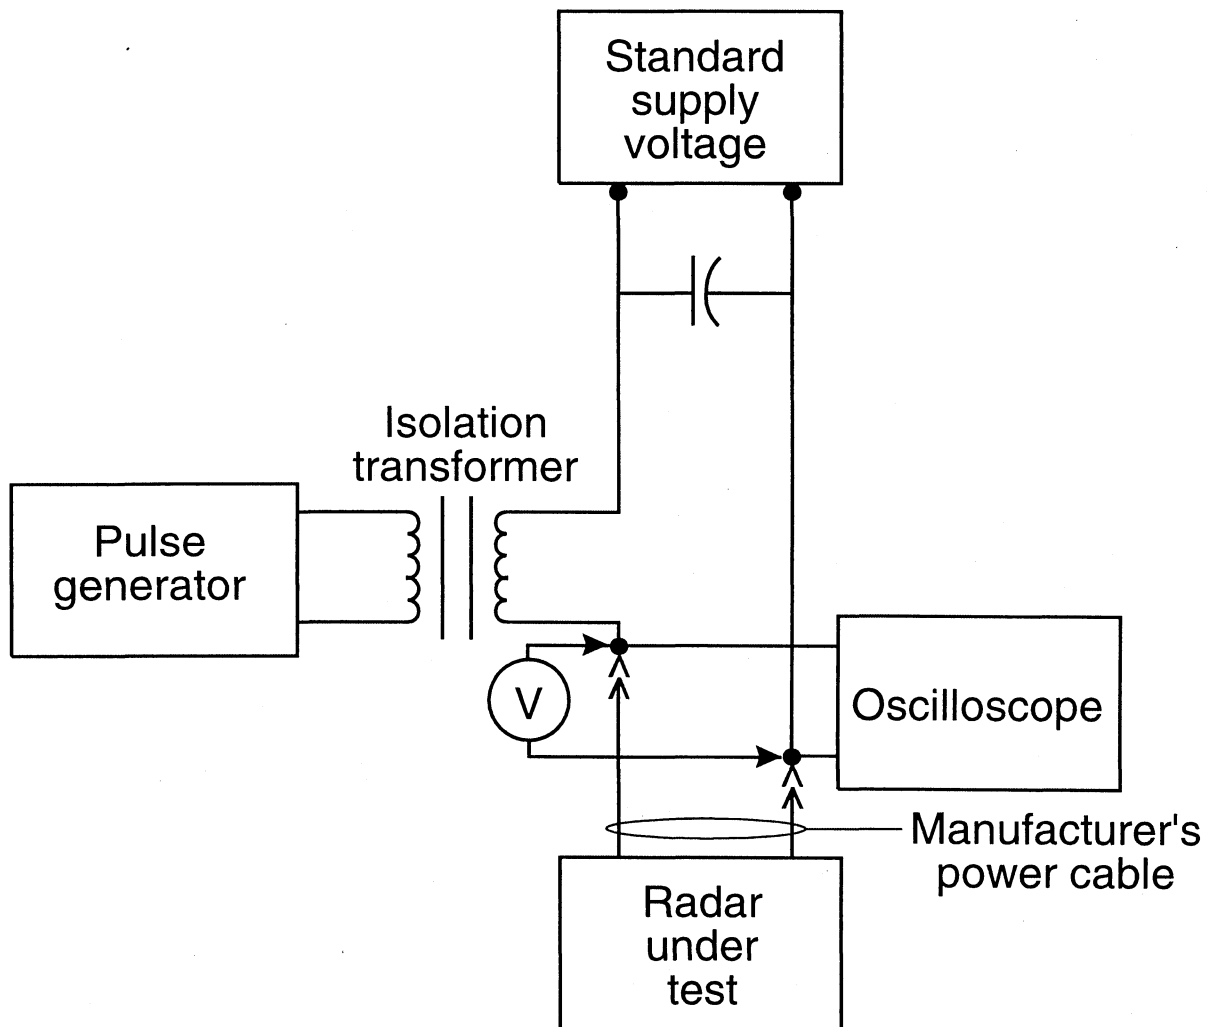 Standard
supply
voltage
Isolation
transformer
Pulse
generator
V
Oscilloscope
Manufacturer's
power cable
Radar
under
test